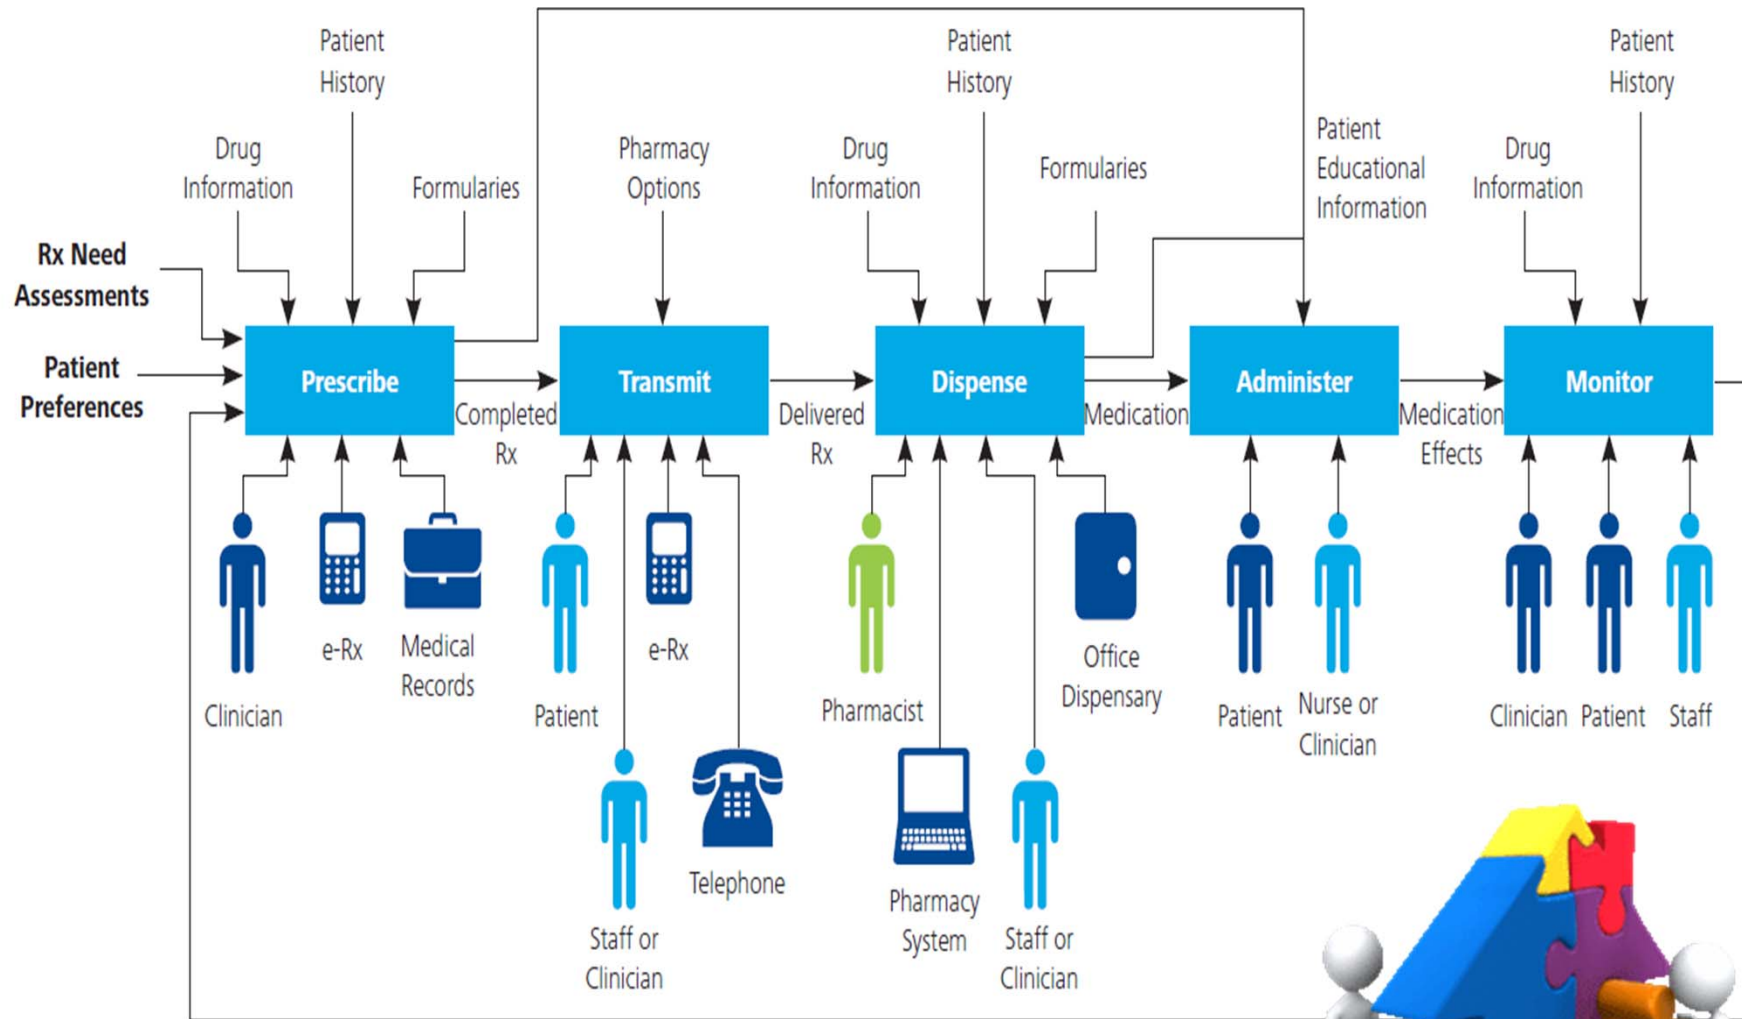 Patient
History
Patient
History
Patient
History
Drug
Information
Formularies
Pharmacy
Options
Drug
Information
Formularies
Patient
Educational
Information
Drug
Information
Rx Need
Assessments
Patient
Preferences
Prescribe
Completed
Rx
Transmit
Delivered
Rx
Dispense
Medication
Administer
Medication
Effects
Monitor
Clinician
e-Rx
Medical
Records
Patient
e-Rx
Pharmacist
Office
Dispensary
Patient
Nurse or
Clinician
Clinician
Patient
Staff
Staff or
Clinician
Telephone
Pharmacy
System
Staff or
Clinician